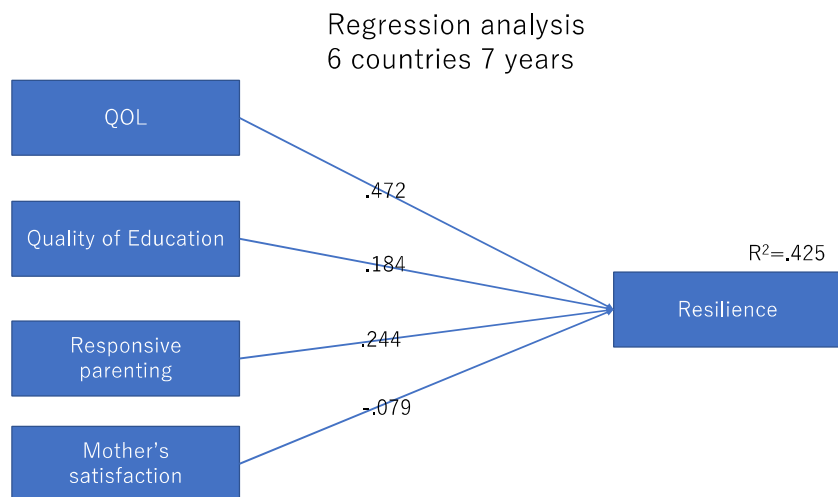 Regression analysis
6 countries 7 years
QOL
.472
Quality of Education
.184
R²=.425
Resilience
Responsive
parenting
.244
-.079
Mother's
satisfaction